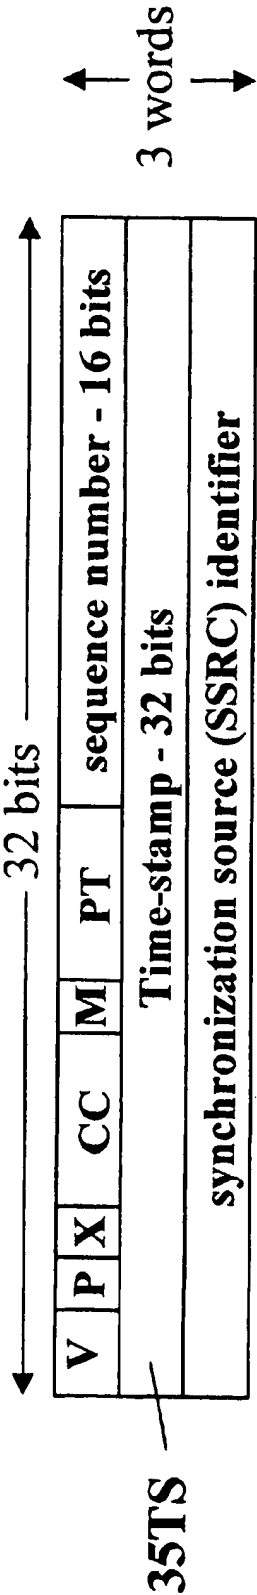 32 bits
V P X CC M PT sequence number - 16 bits
Time-stamp - 32 bits
synchronization source (SSRC) identifier
3 words
35TS